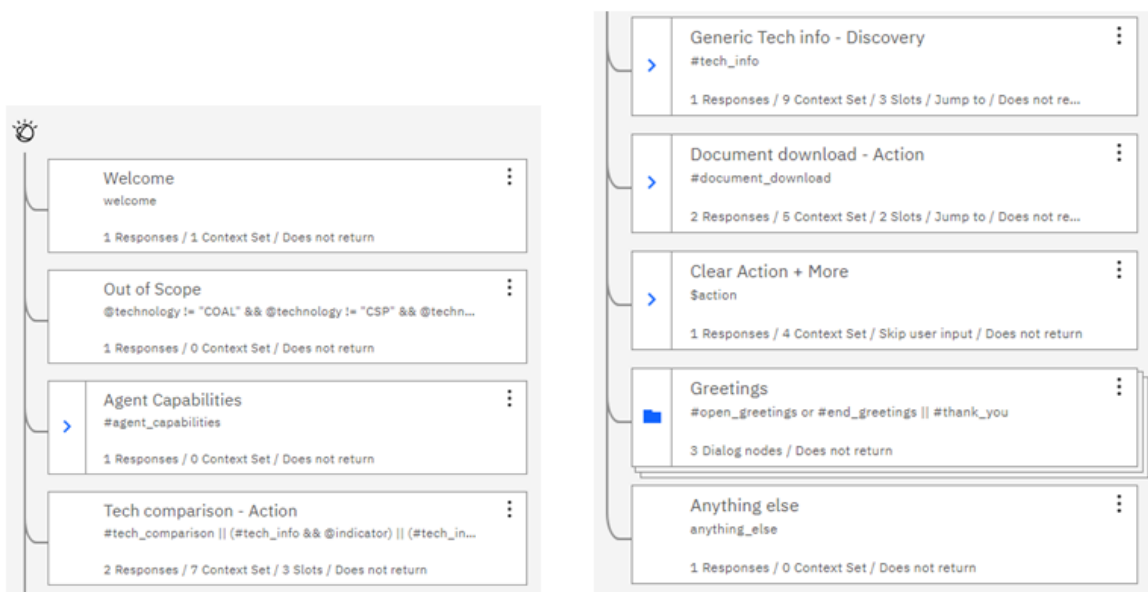 Welcome
welcome
1 Responses / 1 Context Set / Does not return
Out of Scope
@technology != "COAL" && @technology != "CSP" && @techn...
1 Responses / 0 Context Set / Does not return
Agent Capabilities
#agent_capabilities
1 Responses / 0 Context Set / Does not return
Tech comparison - Action
#tech_comparison || (#tech_info && @indicator) || (#tech_in...
2 Responses / 7 Context Set / 3 Slots / Does not return
Generic Tech info - Discovery
#tech_info
1 Responses / 9 Context Set / 3 Slots / Jump to / Does not re...
Document download - Action
#document_download
2 Responses / 5 Context Set / 2 Slots / Jump to / Does not re...
Clear Action + More
$action
1 Responses / 4 Context Set / Skip user input / Does not return
Greetings
#open_greetings or #end_greetings || #thank_you
3 Dialog nodes / Does not return
Anything else
anything_else
1 Responses / 0 Context Set / Does not return